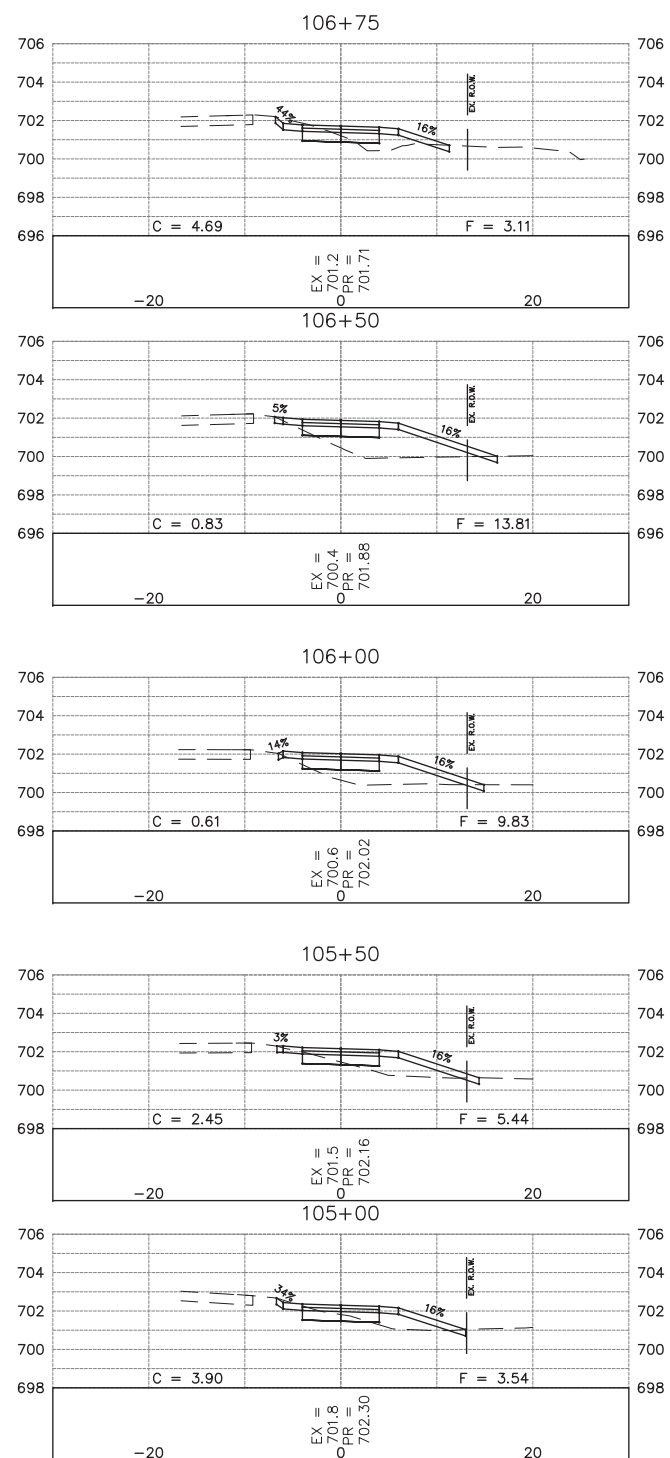 106+75
706 706
704 704
EX. R.O.W.
702 44% 702
16%
700 700
698 698
C = 4.69 F = 3.11
696 696
EX = 701.2
PR = 701.71
-20 0 20
106+50
706 706
704 704
EX. R.O.W.
5%
702 702
16%
700 700
698 698
C = 0.83 F = 13.81
696 696
EX = 700.4
PR = 701.88
-20 0 20
106+00
706 706
704 704
EX. R.O.W.
14%
702 702
16%
700 700
C = 0.61 F = 9.83
698 698
EX = 700.6
PR = 702.02
-20 0 20
105+50
706 706
704 704
EX. R.O.W.
3%
702 702
16%
700 700
C = 2.45 F = 5.44
698 698
EX = 701.5
PR = 702.16
-20 0 20
105+00
706 706
704 704
EX. R.O.W.
34%
702 16% 702
700 700
C = 3.90 F = 3.54
698 698
EX = 701.8
PR = 702.30
-20 0 20